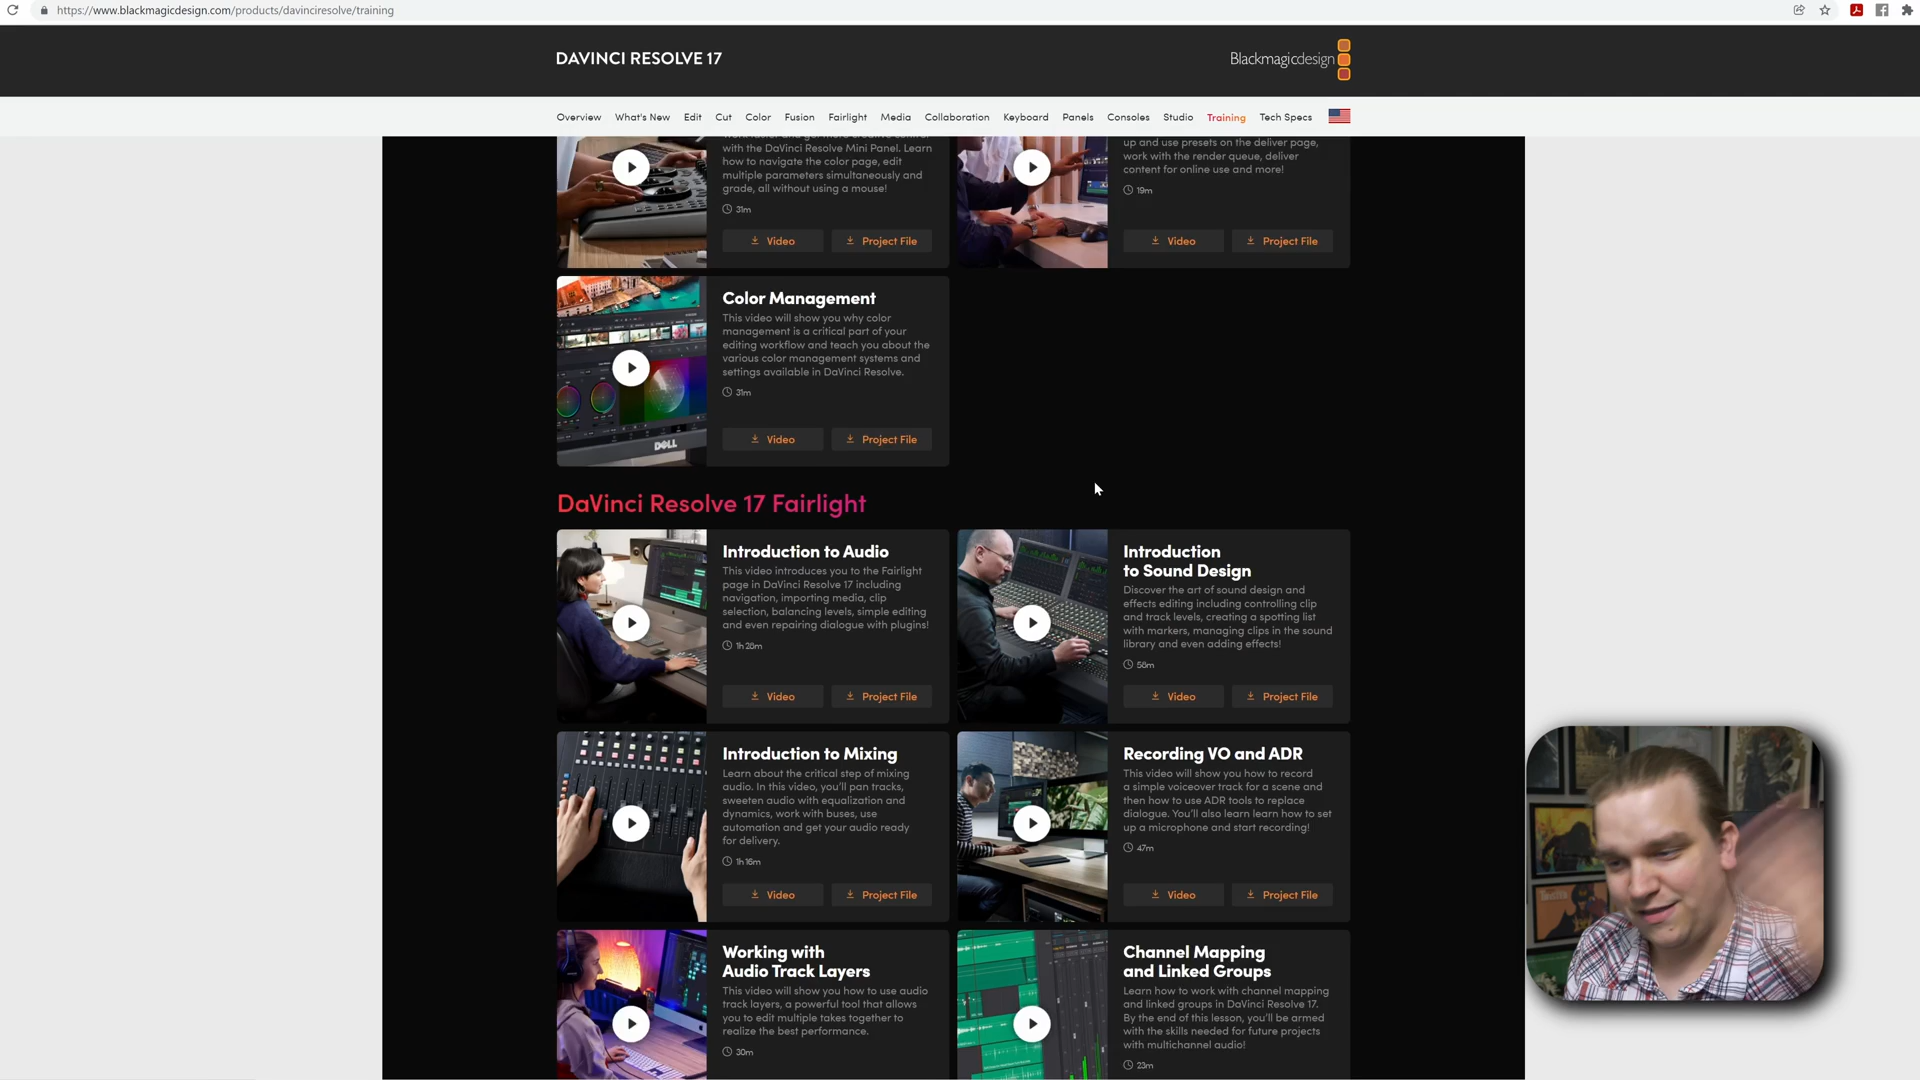 https://www.blackmagicdesign.com/products/davinciresolve/training
DAVINCI RESOLVE 17
Blackmagicdesign
Overview
What's New
Edit
Cut
Color
Fusion
Fairlight
Media
Collaboration
Keyboard
Panels
Consoles
Studio
Training
Tech Specs
with the DaVinci Resolve Mini Panel. Learn
how to navigate the color page, edit
multiple parameters simultaneously and
grade, all without using a mouse!
31m
Video
Project File
up and use presets on the deliver page,
work with the render queue, deliver
content for online use and more!
19m
Video
Project File
Color Management
This video will show you why color
management is a critical part of your
editing workflow and teach you about the
various color management systems and
settings available in DaVinci Resolve.
31m
Video
Project File
DELL
DaVinci Resolve 17 Fairlight
Introduction to Audio
This video introduces you to the Fairlight
page in DaVinci Resolve 17 including
navigation, importing media, clip
selection, balancing levels, simple editing
and even repairing dialogue with plugins!
1h 28m
Video
Project File
Introduction
to Sound Design
Discover the art of sound design and
effects editing including controlling clip
and track levels, creating a spotting list
with markers, managing clips in the sound
library and even adding effects!
58m
Video
Project File
Introduction to Mixing
Learn about the critical step of mixing
audio. In this video, you'll pan tracks,
sweeten audio with equalization and
dynamics, work with buses, use
automation and get your audio ready
for delivery.
1h 16m
Video
Project File
Recording VO and ADR
This video will show you how to record
a simple voiceover track for a scene and
then how to use ADR tools to replace
dialogue. You'll also learn learn how to set
up a microphone and start recording!
47m
Video
Project File
Working with
Audio Track Layers
This video will show you how to use audio
track layers, a powerful tool that allows
you to edit multiple takes together to
realize the best performance.
30m
Channel Mapping
and Linked Groups
Learn how to work with channel mapping
and linked groups in DaVinci Resolve 17.
By the end of this lesson, you'll be armed
with the skills needed for future projects
with multichannel audio!
23m